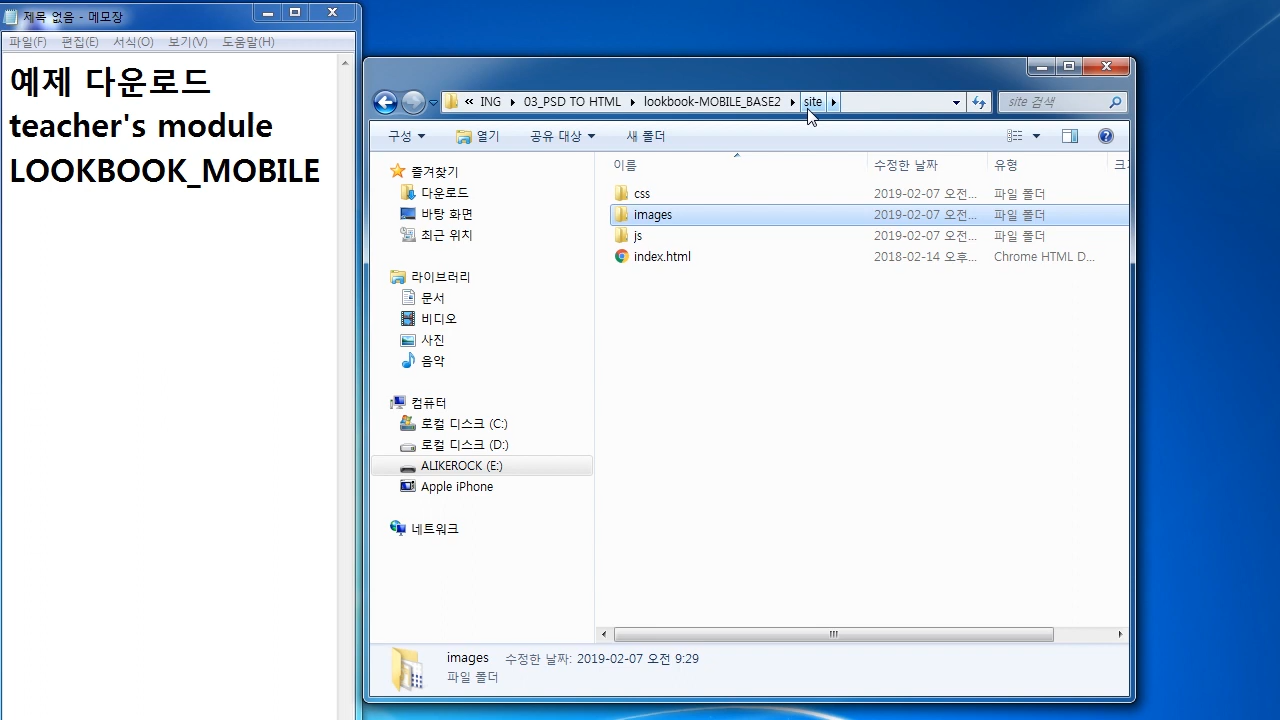 제목 없음 - 메모장
파일(F) 편집(E) 서식(O) 보기(V) 도움말(H)
예제 다운로드
teacher's module
LOOKBOOK_MOBILE
« ING 03_PSD TO HTML lookbook-MOBILE_BASE2 site
site 검색
구성 열기 공유 대상 새 폴더
즐겨찾기
다운로드
바탕 화면
최근 위치
라이브러리
문서
비디오
사진
음악
컴퓨터
로컬 디스크 (C:)
로컬 디스크 (D:)
ALIKEROCK (E:)
Apple iPhone
네트워크
이름 수정한 날짜 유형 크
css 2019-02-07 오전... 파일 폴더
images 2019-02-07 오전... 파일 폴더
js 2019-02-07 오전... 파일 폴더
index.html 2018-02-14 오후... Chrome HTML D...
images 수정한 날짜: 2019-02-07 오전 9:29
파일 폴더